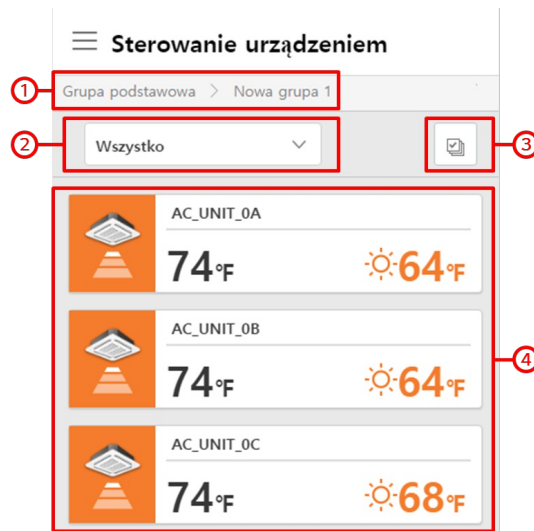 Sterowanie urządzeniem
1 Grupa podstawowa > Nowa grupa 1
2 Wszystko 3
AC_UNIT_0A
74°F 64°F
AC_UNIT_0B
74°F 64°F
4
AC_UNIT_0C
74°F 68°F